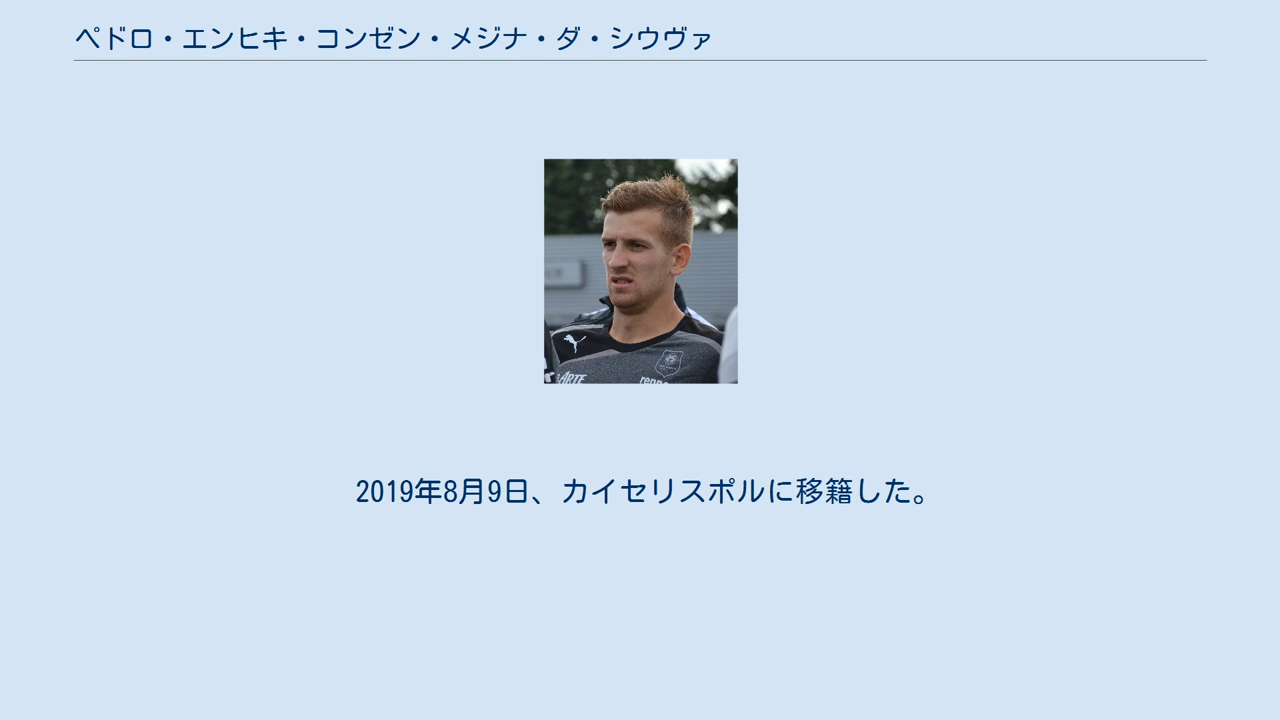 ペドロ・エンヒキ・コンゼン・メジナ・ダ・シウヴァ
ARTE
2019年8月9日、カイセリスポルに移籍した。